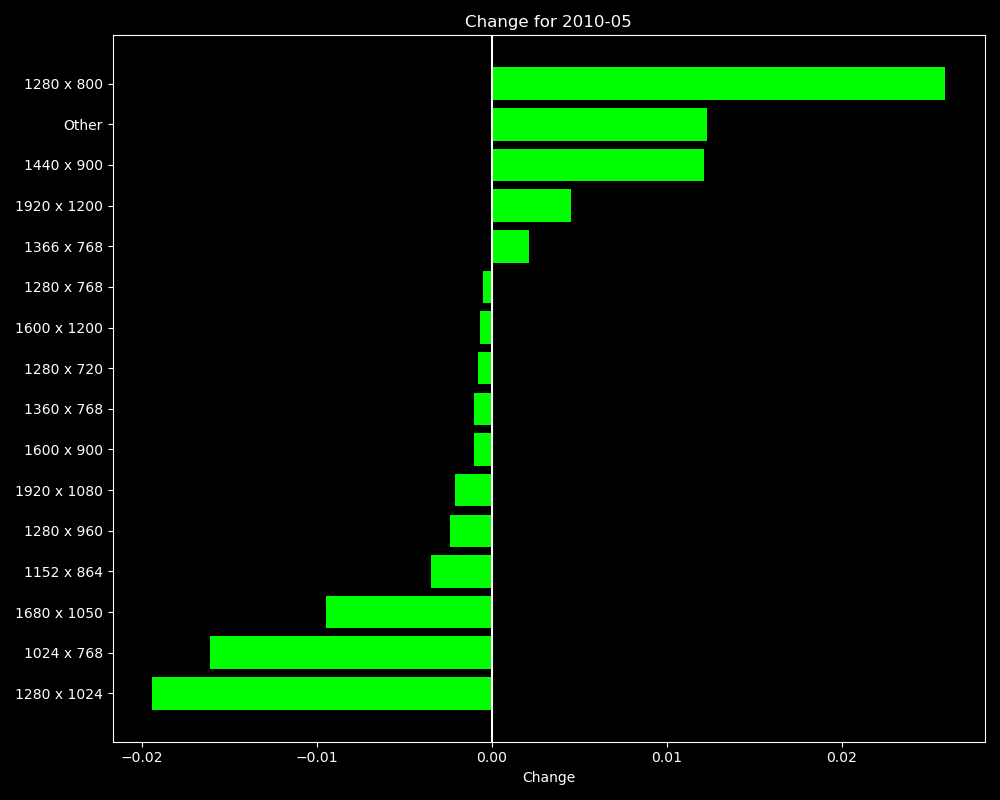 Change for 2010-05
1280 x 800
Other
1440 x 900
1920 x 1200
1366 x 768
1280 x 768
1600 x 1200
1280 x 720
1360 x 768
1600 x 900
1920 x 1080
1280 x 960
1152 x 864
1680 x 1050
1024 x 768
1280 x 1024
−0.02 −0.01 0.00 0.01 0.02
Change